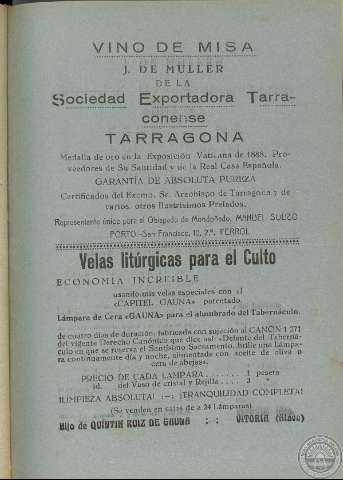 VINO DE MISA
J. DE MULLER
DE LA
Sociedad Exportadora Tarra-
conense
TARRAGONA
Medalla de oro en la Exposición Vaticana de 1888. Pro-
veedores de Su Santidad y de la Real Casa Española.
GARANTÍA DE ABSOLUTA PUREZA
Certificados del Excmo. Sr. Arzobispo de Tarragona y de
varios otros Ilustrísimos Prelados.
Representante único para el Obispado de Mondoñedo, MANUEL
PORTO.-San Francisco, 10, 2.º FERROL.
Velas litúrgicas para el Culto
ECONOMIA INCREIBLE
usando mis velas especiales con el
«CAPITEL GAUNA» patentado.
Lámpara de Cera «GAUNA» para el alumbrado del Tabernáculo.
de cuatro días de duración, fabricada con sujeción al CANON 1271
del vigente Derecho Canónico que dice así «Delante del Taberná-
culo en que se reserva el Santísimo Sacramento, brille una Lámpa-
ra continuamente día y noche, alimentada con aceite de oliva o
cera de abejas».
PRECIO DE CADA LAMPARA . . . . 1 peseta
id. del Vaso de cristal y Rejilla . . . . 3 "
¡LIMPIEZA ABSOLUTA! :—: ¡TRANQUILIDAD COMPLETA!
(Se venden en cajas de a 24 Lámparas)
Hijo de QUINTIN RUIZ DE GAUNA : : VITORIA (Alava)